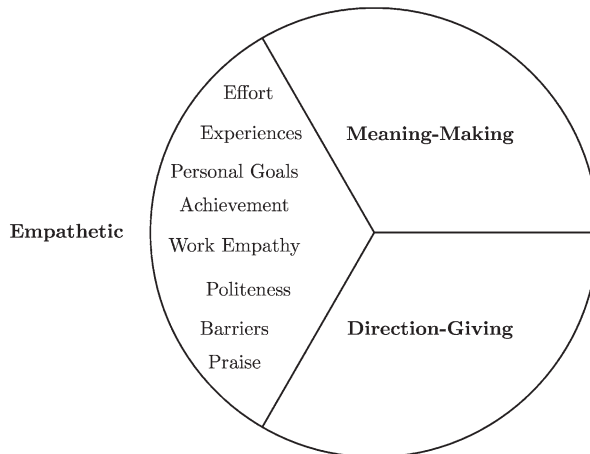 Effort
Experiences
Meaning-Making
Personal Goals
Achievement
Empathetic
Work Empathy
Politeness
Barriers
Direction-Giving
Praise